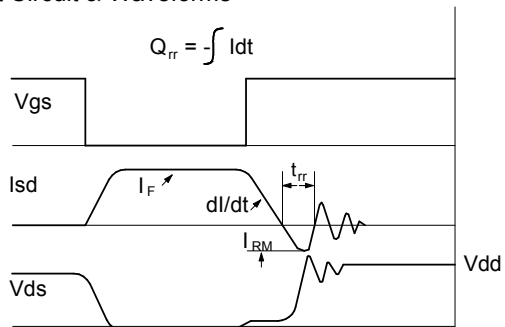 Circuit & Waveforms
Qrr = -∫ Idt
Vgs
Isd
IF
dI/dt
trr
IRM
Vdd
Vds